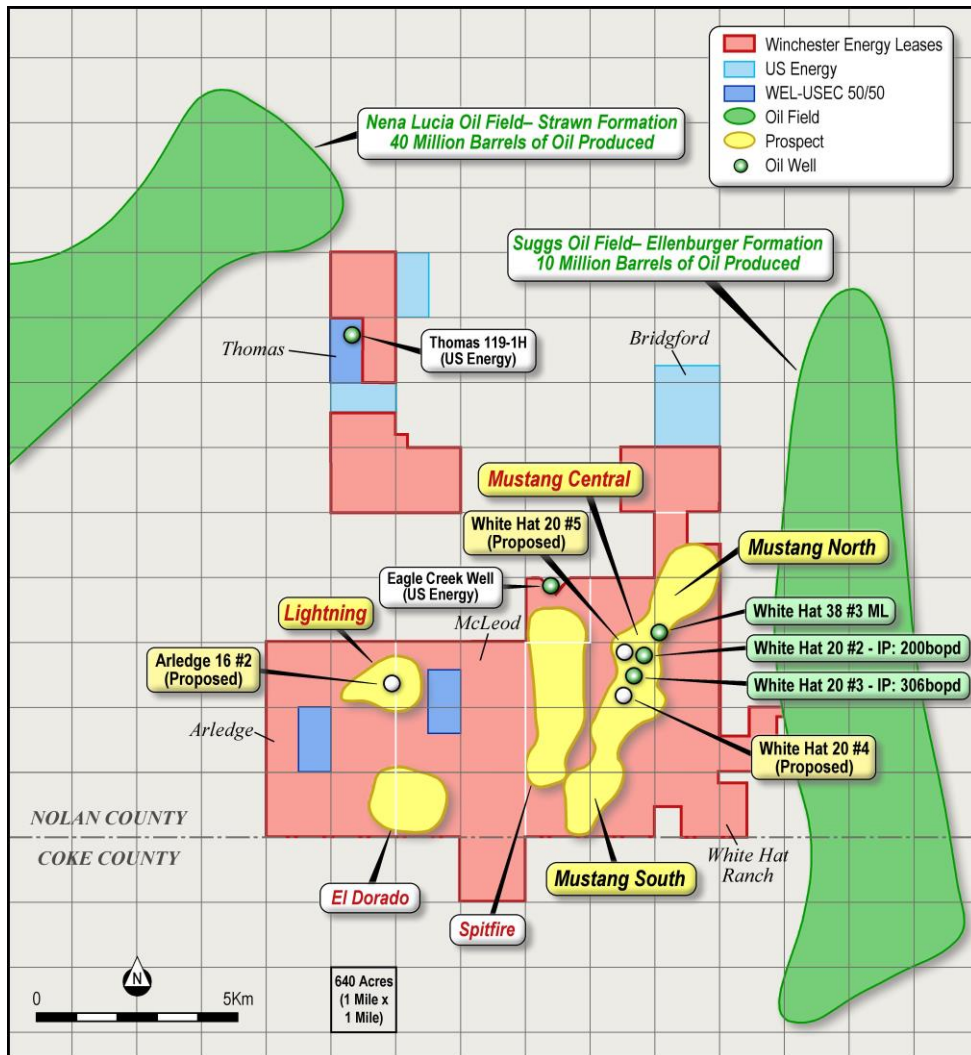 Winchester Energy Leases
US Energy
WEL-USEC 50/50
Oil Field
Prospect
Oil Well
Nena Lucia Oil Field– Strawn Formation
40 Million Barrels of Oil Produced
Suggs Oil Field– Ellenburger Formation
10 Million Barrels of Oil Produced
Thomas
Thomas 119-1H
(US Energy)
Bridgford
Mustang Central
White Hat 20 #5
(Proposed)
Mustang North
Eagle Creek Well
(US Energy)
Lightning
McLeod
White Hat 38 #3 ML
White Hat 20 #2 - IP: 200bopd
Arledge 16 #2
(Proposed)
White Hat 20 #3 - IP: 306bopd
Arledge
White Hat 20 #4
(Proposed)
NOLAN COUNTY
COKE COUNTY
White Hat
Ranch
Mustang South
El Dorado
Spitfire
N
0 5Km
640 Acres
(1 Mile x
1 Mile)